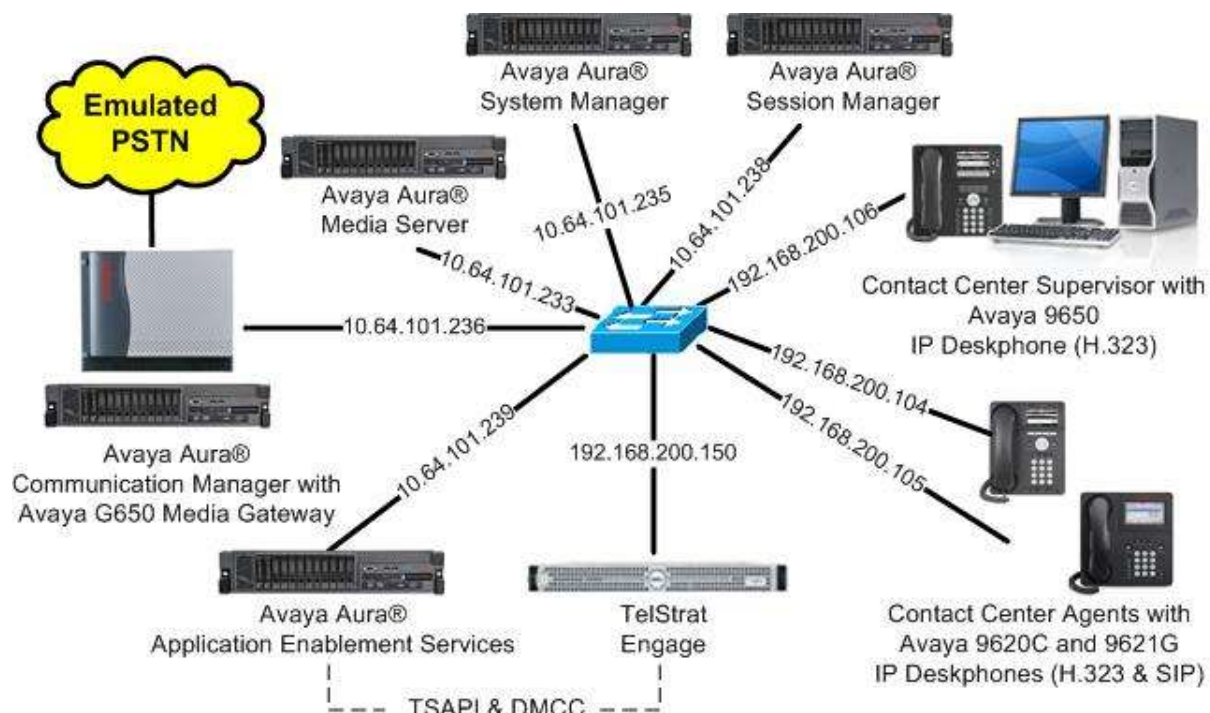 Avaya Aura®
System Manager
Avaya Aura®
Session Manager
Emulated
PSTN
Avaya Aura®
Media Server
10.64.101.235
10.64.101.238
192.168.200.106
10.64.101.233
10.64.101.236
Contact Center Supervisor with
Avaya 9650
IP Deskphone (H.323)
192.168.200.104
192.168.200.105
10.64.101.239
192.168.200.150
Avaya Aura®
Communication Manager with
Avaya G650 Media Gateway
Avaya Aura®
Application Enablement Services
TelStrat
Engage
Contact Center Agents with
Avaya 9620C and 9621G
IP Deskphones (H.323 & SIP)
TSAPI & DMCC